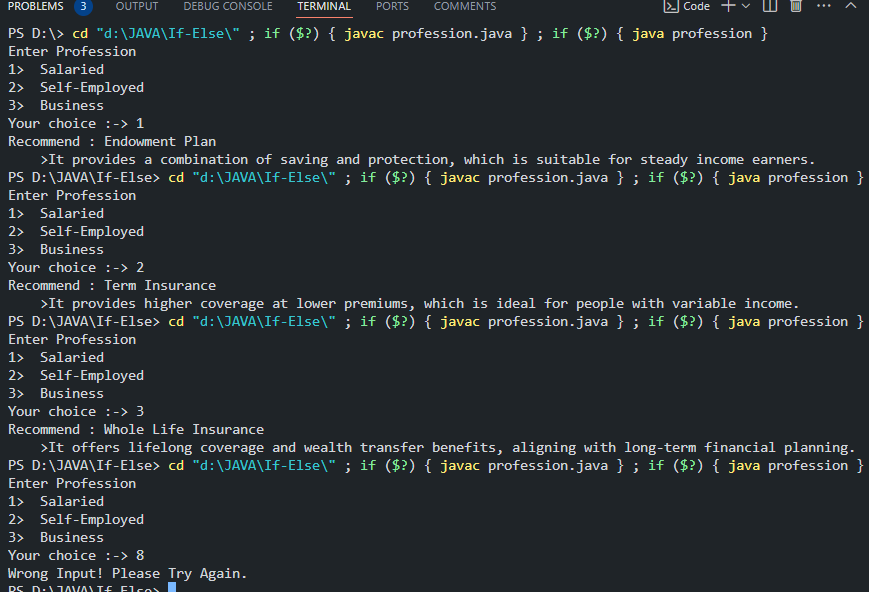 PROBLEMS 3 OUTPUT DEBUG CONSOLE TERMINAL PORTS COMMENTS Code
PS D:\> cd "d:\JAVA\If-Else\" ; if ($?) { javac profession.java } ; if ($?) { java profession }
Enter Profession
1>  Salaried
2>  Self-Employed
3>  Business
Your choice :-> 1
Recommend : Endowment Plan
    >It provides a combination of saving and protection, which is suitable for steady income earners.
PS D:\JAVA\If-Else> cd "d:\JAVA\If-Else\" ; if ($?) { javac profession.java } ; if ($?) { java profession }
Enter Profession
1>  Salaried
2>  Self-Employed
3>  Business
Your choice :-> 2
Recommend : Term Insurance
    >It provides higher coverage at lower premiums, which is ideal for people with variable income.
PS D:\JAVA\If-Else> cd "d:\JAVA\If-Else\" ; if ($?) { javac profession.java } ; if ($?) { java profession }
Enter Profession
1>  Salaried
2>  Self-Employed
3>  Business
Your choice :-> 3
Recommend : Whole Life Insurance
    >It offers lifelong coverage and wealth transfer benefits, aligning with long-term financial planning.
PS D:\JAVA\If-Else> cd "d:\JAVA\If-Else\" ; if ($?) { javac profession.java } ; if ($?) { java profession }
Enter Profession
1>  Salaried
2>  Self-Employed
3>  Business
Your choice :-> 8
Wrong Input! Please Try Again.
PS D:\JAVA\If-Else>